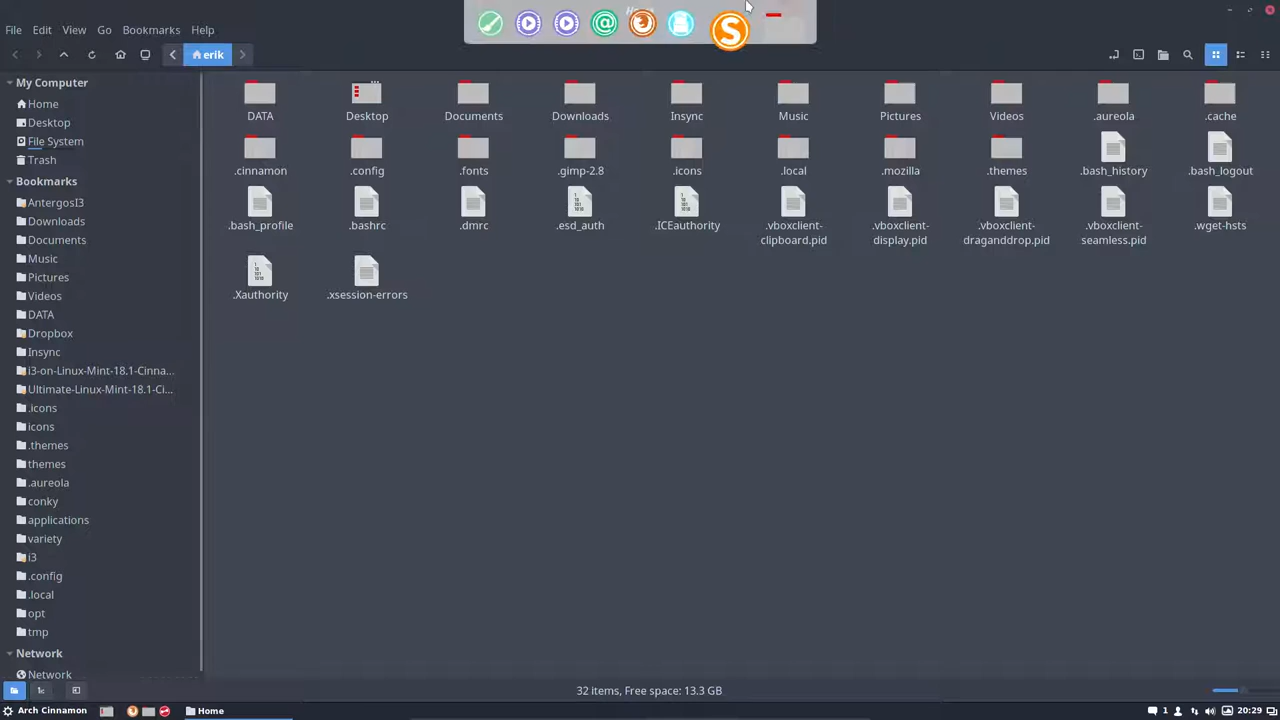 File Edit View Go Bookmarks Help
erik
My Computer
Home
Desktop
File System
Trash
Bookmarks
AntergosI3
Downloads
Documents
Music
Pictures
Videos
DATA
Dropbox
Insync
i3-on-Linux-Mint-18.1-Cinna...
Ultimate-Linux-Mint-18.1-Ci...
.icons
icons
.themes
themes
.aureola
conky
applications
variety
i3
.config
.local
opt
tmp
Network
Network
DATA Desktop Documents Downloads Insync Music Pictures Videos .aureola .cache
.cinnamon .config .fonts .gimp-2.8 .icons .local .mozilla .themes .bash_history .bash_logout
.bash_profile .bashrc .dmrc .esd_auth .ICEauthority .vboxclient-clipboard.pid .vboxclient-display.pid .vboxclient-draganddrop.pid .vboxclient-seamless.pid .wget-hsts
.Xauthority .xsession-errors
32 items, Free space: 13.3 GB
Arch Cinnamon Home 1 20:29